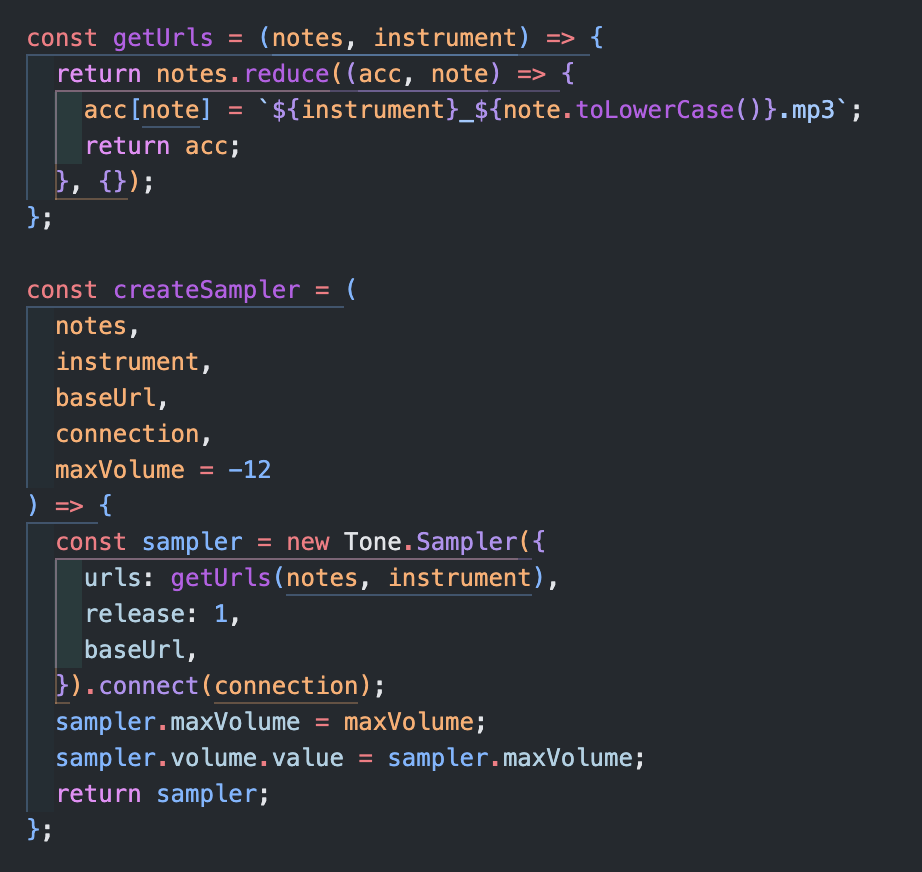 const getUrls = (notes, instrument) => {
  return notes.reduce((acc, note) => {
    acc[note] = `${instrument}_${note.toLowerCase()}.mp3`;
    return acc;
  }, {});
};

const createSampler = (
  notes,
  instrument,
  baseUrl,
  connection,
  maxVolume = -12
) => {
  const sampler = new Tone.Sampler({
    urls: getUrls(notes, instrument),
    release: 1,
    baseUrl,
  }).connect(connection);
  sampler.maxVolume = maxVolume;
  sampler.volume.value = sampler.maxVolume;
  return sampler;
};